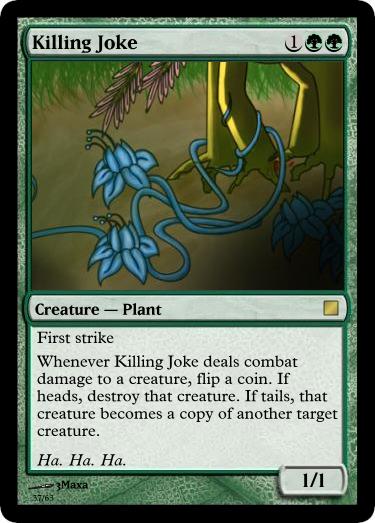 Killing Joke 1
Creature — Plant
First strike
Whenever Killing Joke deals combat
damage to a creature, flip a coin. If
heads, destroy that creature. If tails, that
creature becomes a copy of another target
creature.
Ha. Ha. Ha.
1/1
3Maxa
37/63